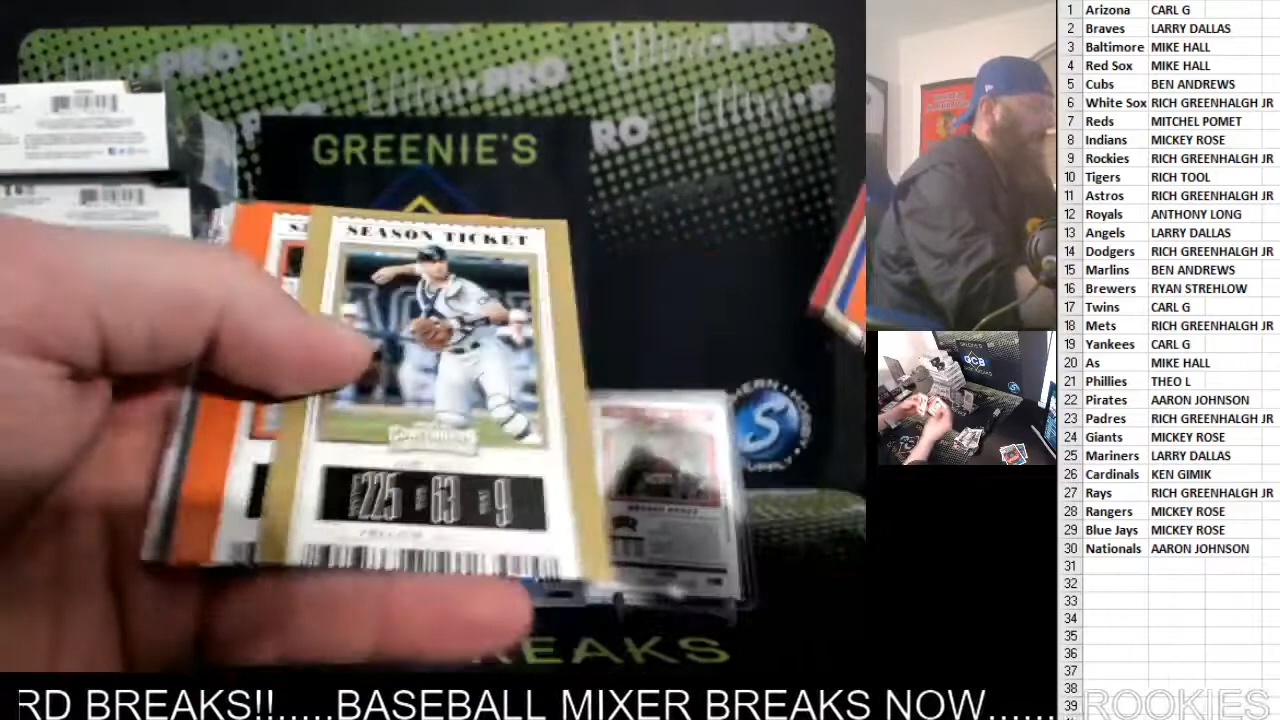 Ultra-PRO
PRO
GREENIE'S
SEASON TICKET
CONTENDERS
225 63 9
GCB
S
SUPPLY
BREAKS
1 Arizona CARL G
2 Braves LARRY DALLAS
3 Baltimore MIKE HALL
4 Red Sox MIKE HALL
5 Cubs BEN ANDREWS
6 White Sox RICH GREENHALGH JR
7 Reds MITCHEL POMET
8 Indians MICKEY ROSE
9 Rockies RICH GREENHALGH JR
10 Tigers RICH TOOL
11 Astros RICH GREENHALGH JR
12 Royals ANTHONY LONG
13 Angels LARRY DALLAS
14 Dodgers RICH GREENHALGH JR
15 Marlins BEN ANDREWS
16 Brewers RYAN STREHLOW
17 Twins CARL G
18 Mets RICH GREENHALGH JR
19 Yankees CARL G
20 As MIKE HALL
21 Phillies THEO L
22 Pirates AARON JOHNSON
23 Padres RICH GREENHALGH JR
24 Giants MICKEY ROSE
25 Mariners LARRY DALLAS
26 Cardinals KEN GIMIK
27 Rays RICH GREENHALGH JR
28 Rangers MICKEY ROSE
29 Blue Jays MICKEY ROSE
30 Nationals AARON JOHNSON
31
32
33
34
35
36
37
38
39
RD BREAKS!!.....BASEBALL MIXER BREAKS NOW......
ROOKIES